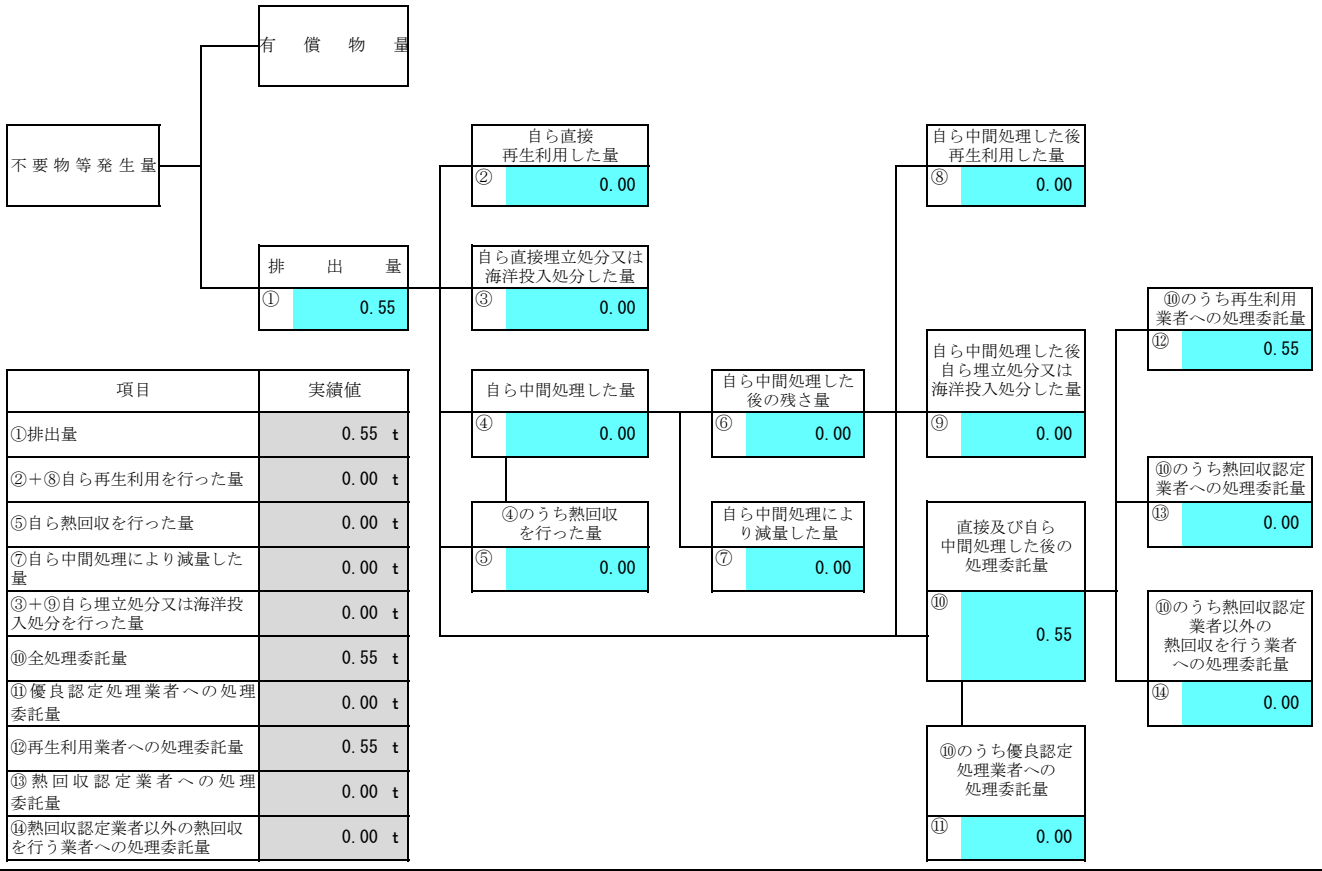 有償物量
不要物等発生量
排出量
① 0.55
自ら直接
再生利用した量
② 0.00
自ら直接埋立処分又は
海洋投入処分した量
③ 0.00
自ら中間処理した量
④ 0.00
④のうち熱回収
を行った量
⑤ 0.00
自ら中間処理した
後の残さ量
⑥ 0.00
自ら中間処理によ
り減量した量
⑦ 0.00
自ら中間処理した後
再生利用した量
⑧ 0.00
自ら中間処理した後
自ら埋立処分又は
海洋投入処分した量
⑨ 0.00
直接及び自ら
中間処理した後の
処理委託量
⑩ 0.55
⑩のうち優良認定
処理業者への
処理委託量
⑪ 0.00
⑩のうち再生利用
業者への処理委託量
⑫ 0.55
⑩のうち熱回収認定
業者への処理委託量
⑬ 0.00
⑩のうち熱回収認定
業者以外の
熱回収を行う業者
への処理委託量
⑭ 0.00
項目 実績値
①排出量 0.55 t
②+⑧自ら再生利用を行った量 0.00 t
⑤自ら熱回収を行った量 0.00 t
⑦自ら中間処理により減量した
量 0.00 t
③+⑨自ら埋立処分又は海洋投
入処分を行った量 0.00 t
⑩全処理委託量 0.55 t
⑪優良認定処理業者への処理
委託量 0.00 t
⑫再生利用業者への処理委託量 0.55 t
⑬熱回収認定業者への処理
委託量 0.00 t
⑭熱回収認定業者以外の熱回収
を行う業者への処理委託量 0.00 t